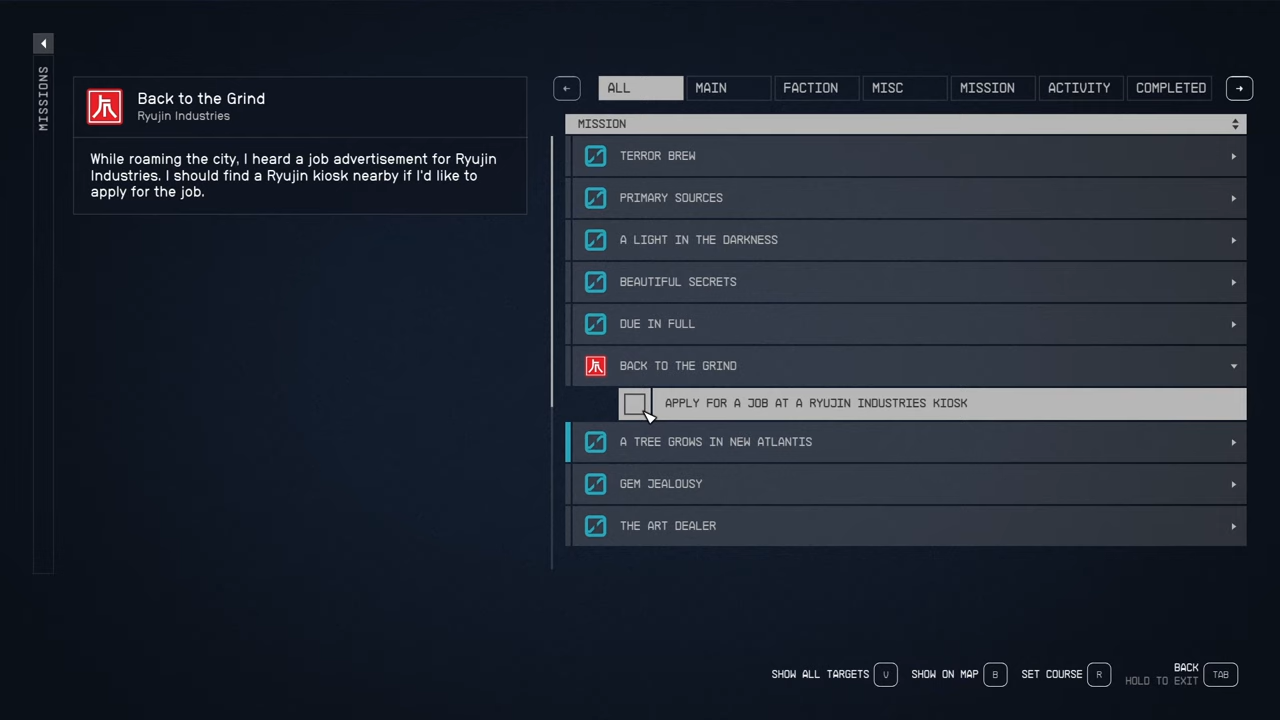 MISSIONS
Back to the Grind
Ryujin Industries
While roaming the city, I heard a job advertisement for Ryujin
Industries. I should find a Ryujin kiosk nearby if I'd like to
apply for the job.
ALL MAIN FACTION MISC MISSION ACTIVITY COMPLETED
MISSION
TERROR BREW
PRIMARY SOURCES
A LIGHT IN THE DARKNESS
BEAUTIFUL SECRETS
DUE IN FULL
BACK TO THE GRIND
APPLY FOR A JOB AT A RYUJIN INDUSTRIES KIOSK
A TREE GROWS IN NEW ATLANTIS
GEM JEALOUSY
THE ART DEALER
SHOW ALL TARGETS V SHOW ON MAP B SET COURSE R BACK TAB
HOLD TO EXIT